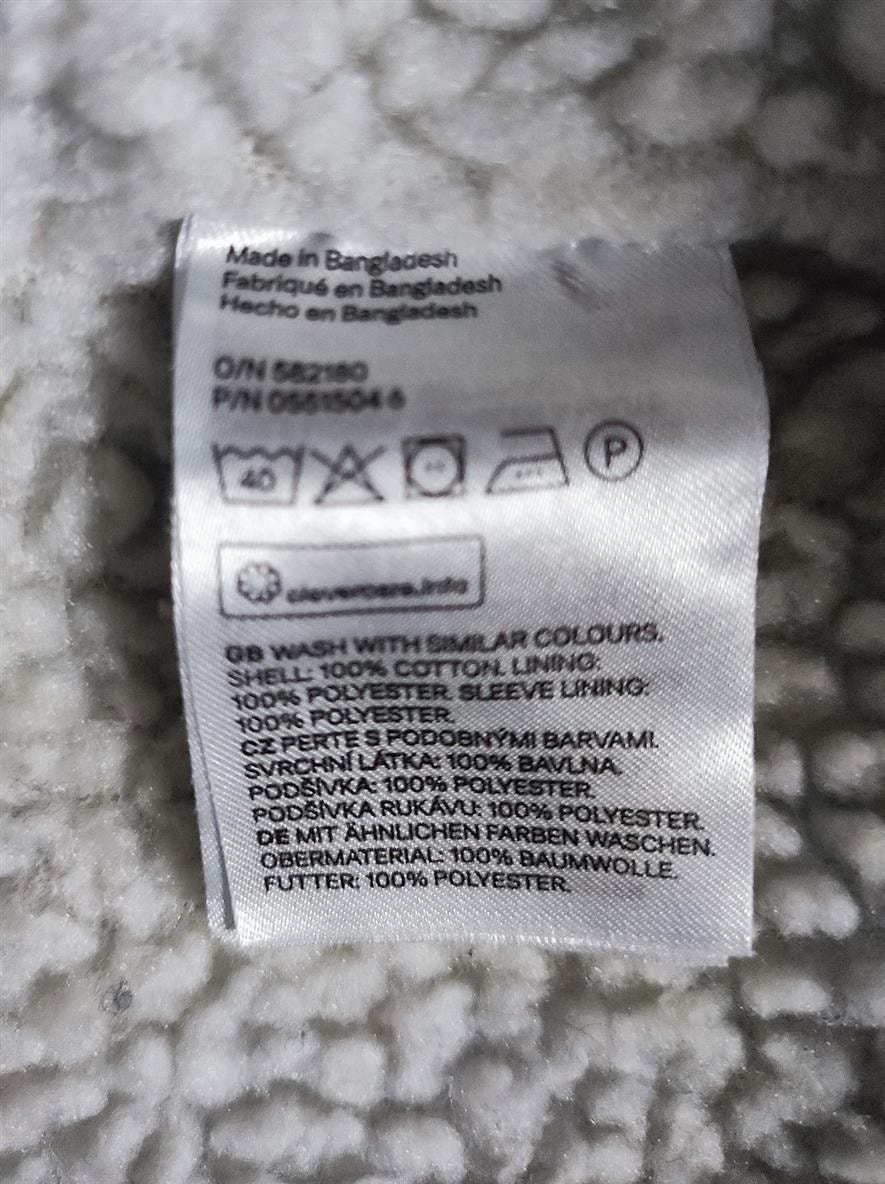 Made in Bangladesh
Fabriqué en Bangladesh
Hecho en Bangladesh
O/N 582180
P/N 0551504 6
40
P
clevercare.info
GB WASH WITH SIMILAR COLOURS.
SHELL: 100% COTTON. LINING:
100% POLYESTER. SLEEVE LINING:
100% POLYESTER.
CZ PERTE S PODOBNÝMI BARVAMI.
SVRCHNÍ LÁTKA: 100% BAVLNA.
PODŠÍVKA: 100% POLYESTER.
PODŠÍVKA RUKÁVU: 100% POLYESTER.
DE MIT ÄHNLICHEN FARBEN WASCHEN.
OBERMATERIAL: 100% BAUMWOLLE.
FUTTER: 100% POLYESTER.